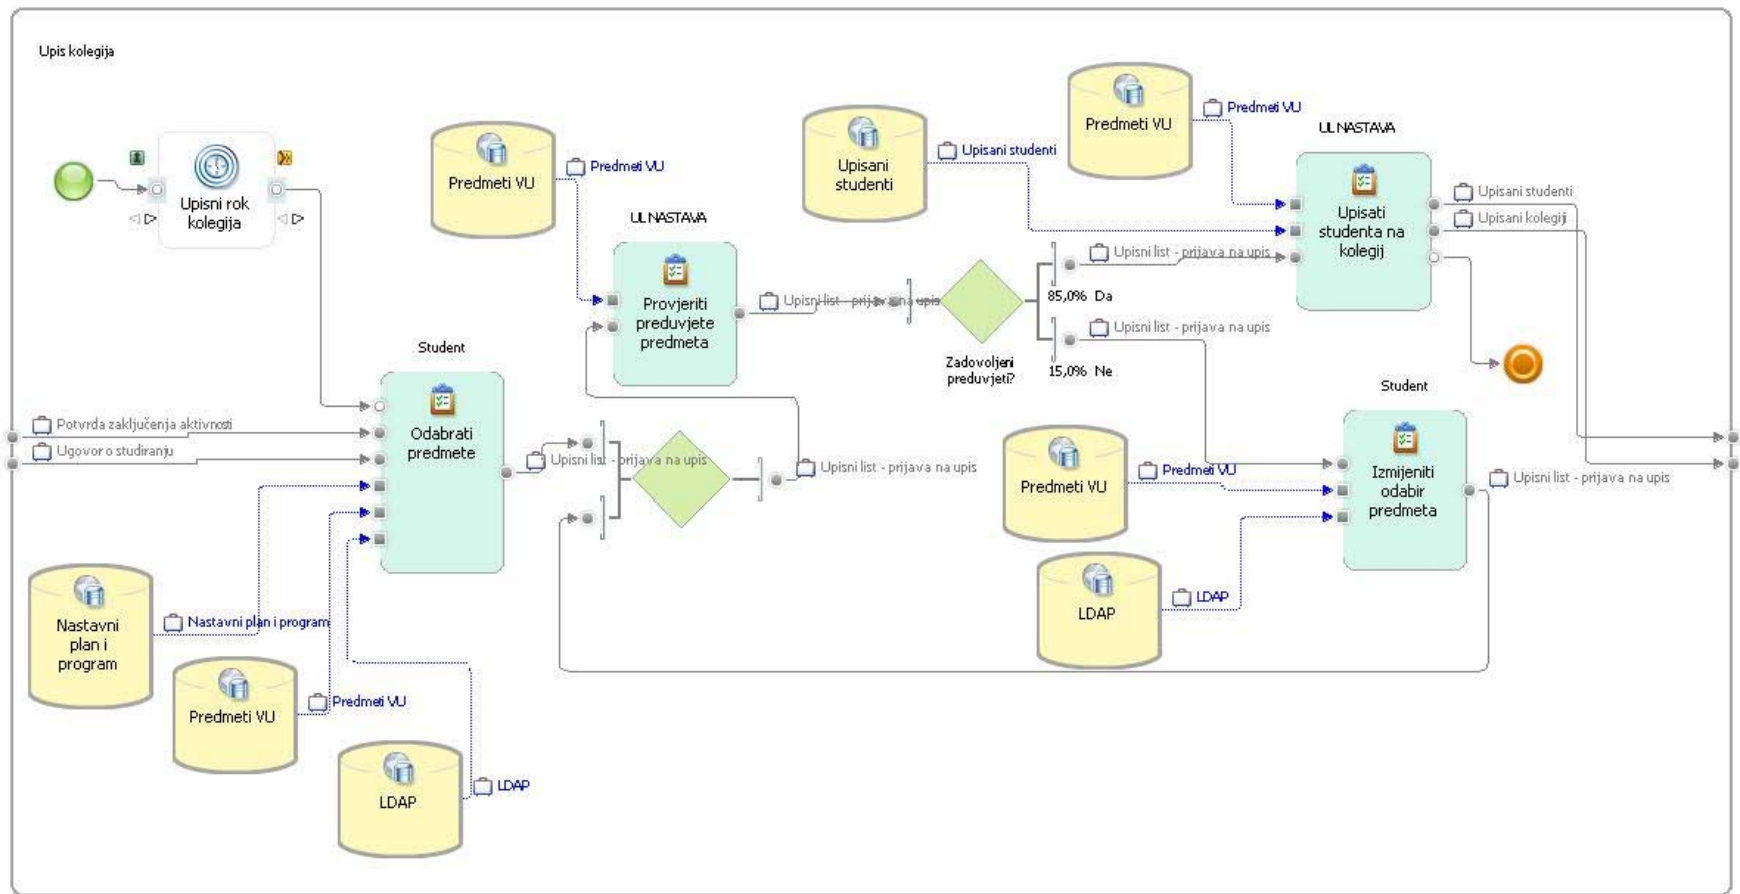 Upis kolegija
Upisni rok
kolegija
Predmeti VU
Predmeti VU
UL NASTAVA
Provjeriti
preduvjete
predmeta
Upisni list - prijava na upis
Upisani
studenti
Upisani studenti
Predmeti VU
Predmeti VU
UL NASTAVA
Upisati
studenta na
kolegij
Upisani studenti
Upisani kolegiji
Zadovoljeni
preduvjeti?
Upisni list - prijava na upis
85,0% Da
Upisni list - prijava na upis
15,0% Ne
Student
Odabrati
predmete
Potvrda zaključenja aktivnosti
Ugovor o studiranju
Upisni list - prijava na upis
Upisni list - prijava na upis
Student
Izmijeniti
odabir
predmeta
Predmeti VU
Predmeti VU
Upisni list - prijava na upis
LDAP
LDAP
Nastavni
plan i
program
Nastavni plan i program
Predmeti VU
Predmeti VU
LDAP
LDAP